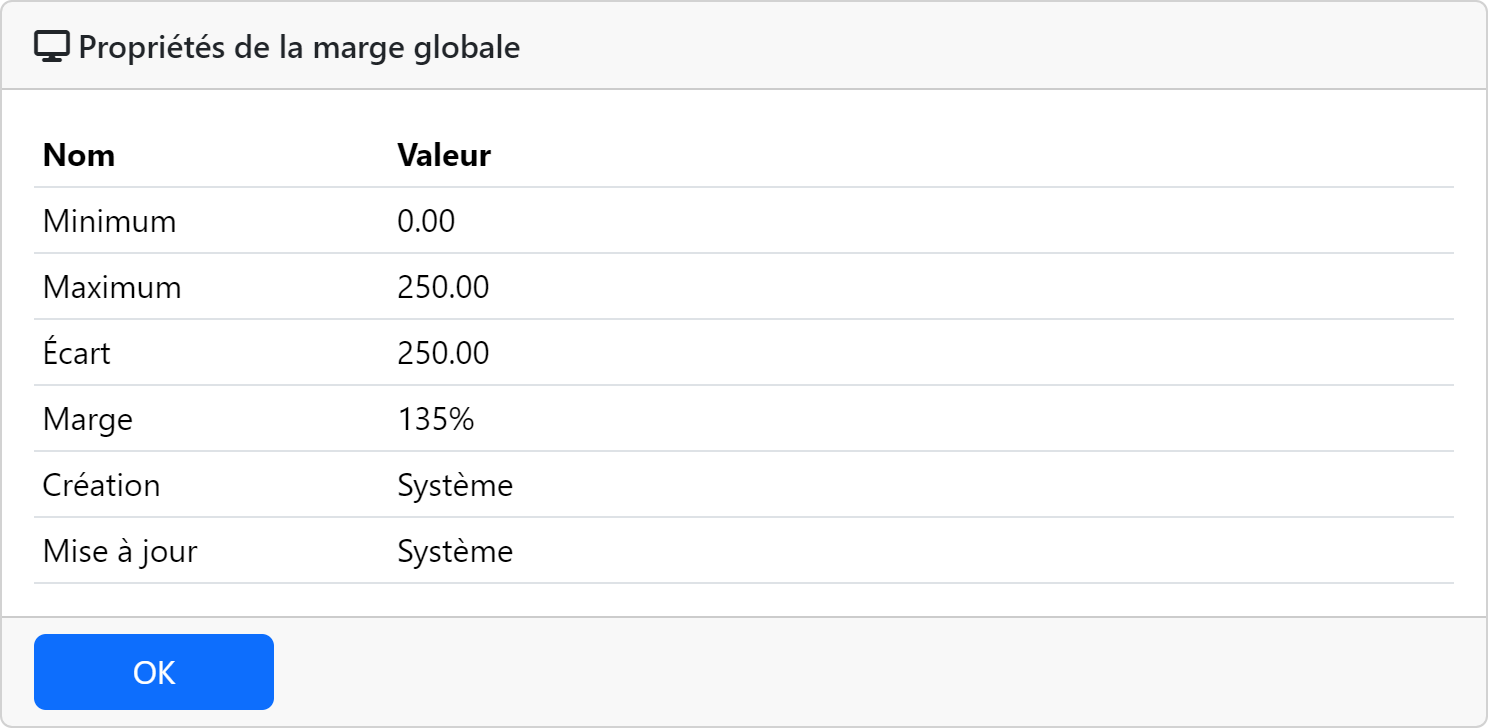 Propriétés de la marge globale
Nom Valeur
Minimum 0.00
Maximum 250.00
Écart 250.00
Marge 135%
Création Système
Mise à jour Système
OK